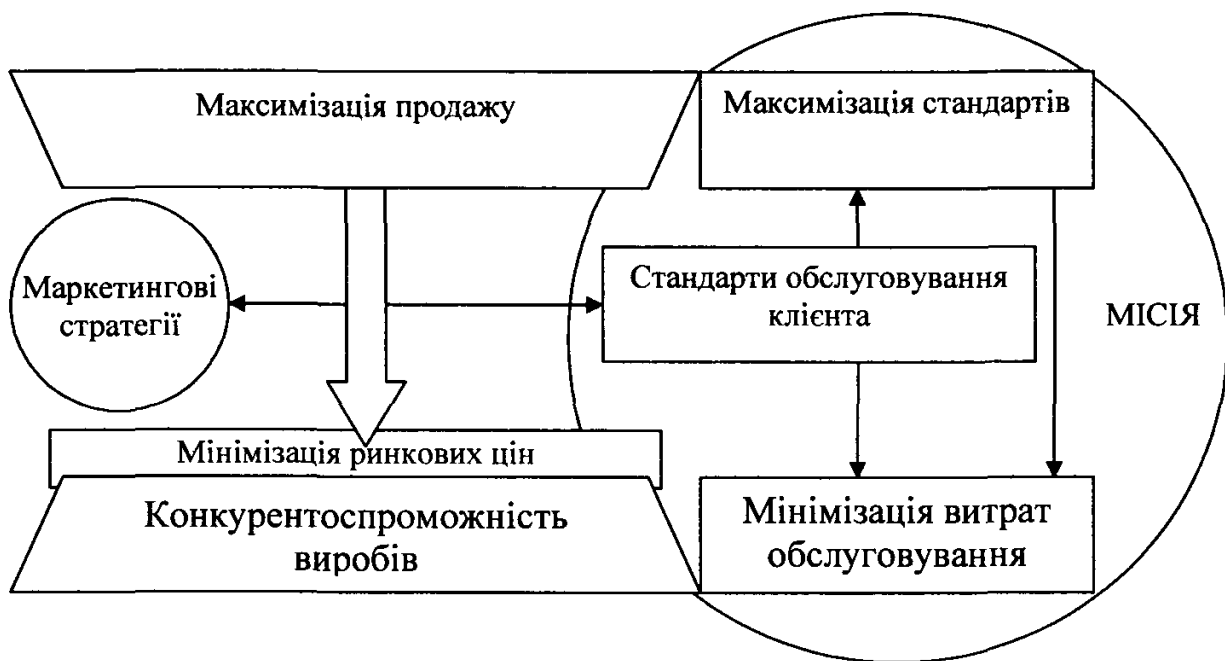 Максимізація продажу
Максимізація стандартів
Маркетингові
стратегії
Стандарти обслуговування
клієнта
МІСІЯ
Мінімізація ринкових цін
Конкурентоспроможність
виробів
Мінімізація витрат
обслуговування